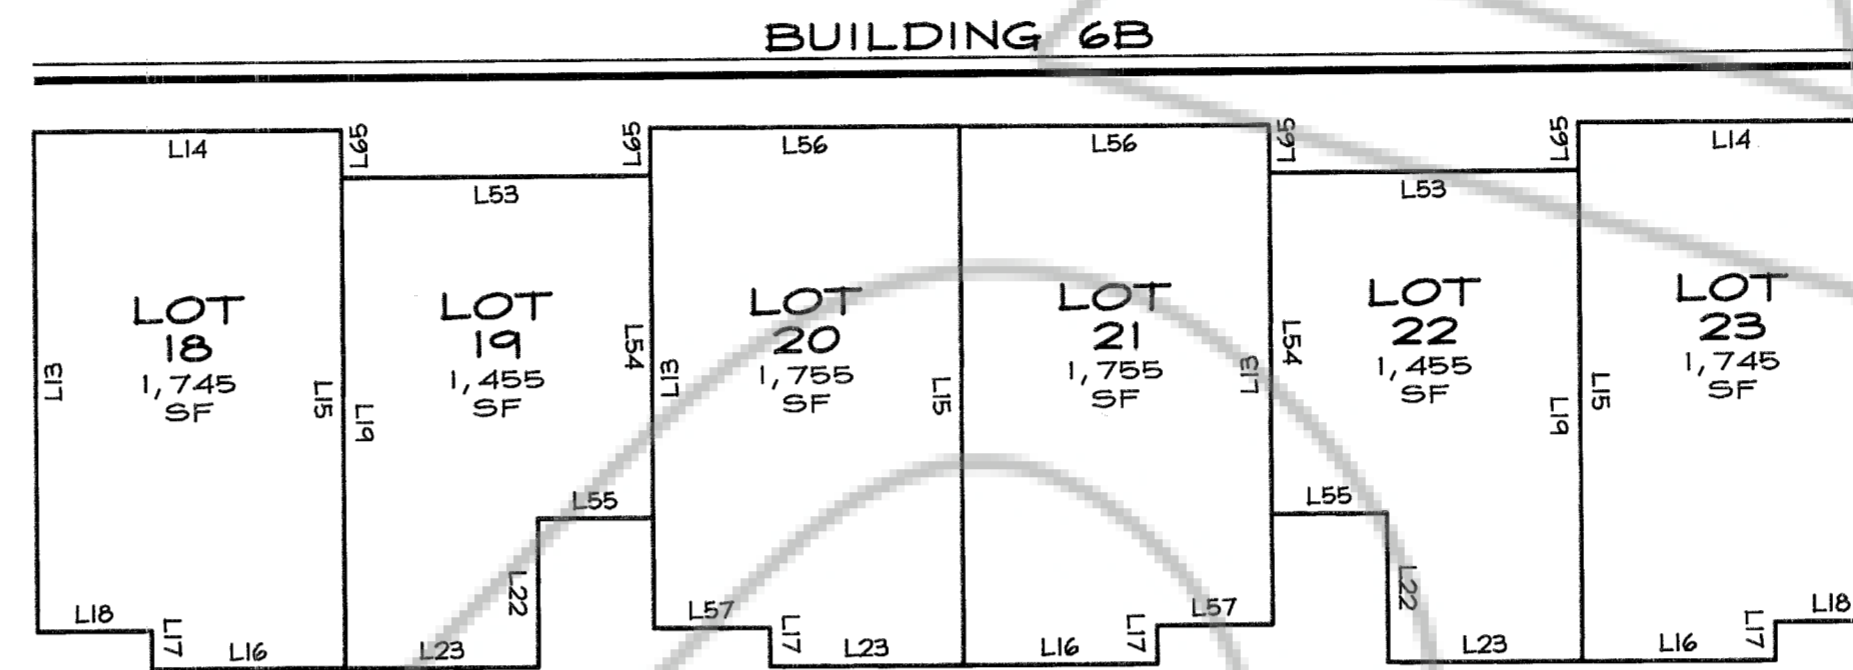 BUILDING 6B
L14 L65 L65 L56 L56 L65 L65 L14
L53 L53
LOT 18 1,745 SF
LOT 19 1,455 SF
LOT 20 1,755 SF
LOT 21 1,755 SF
LOT 22 1,455 SF
LOT 23 1,745 SF
L13 L15 L19 L54 L13 L15 L13 L54 L19 L15
L55 L55
L22 L22
L18 L17 L57 L17 L17 L57 L17 L18
L16 L23 L23 L16 L23 L16